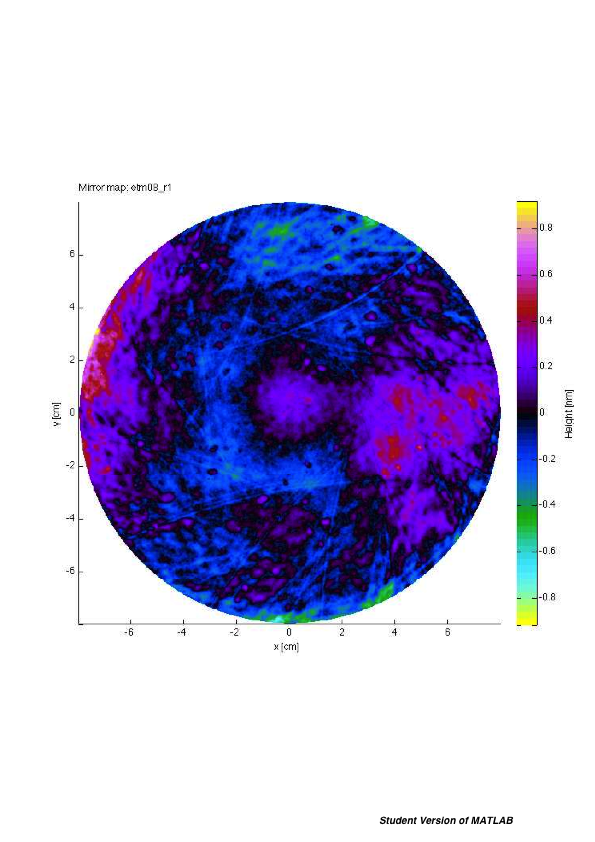 Mirror map: etm08_r1
0.8
0.6
0.4
0.2
0
-0.2
-0.4
-0.6
-0.8
Height [nm]
6
4
2
0
-2
-4
-6
y [cm]
-6 -4 -2 0 2 4 6
x [cm]
Student Version of MATLAB